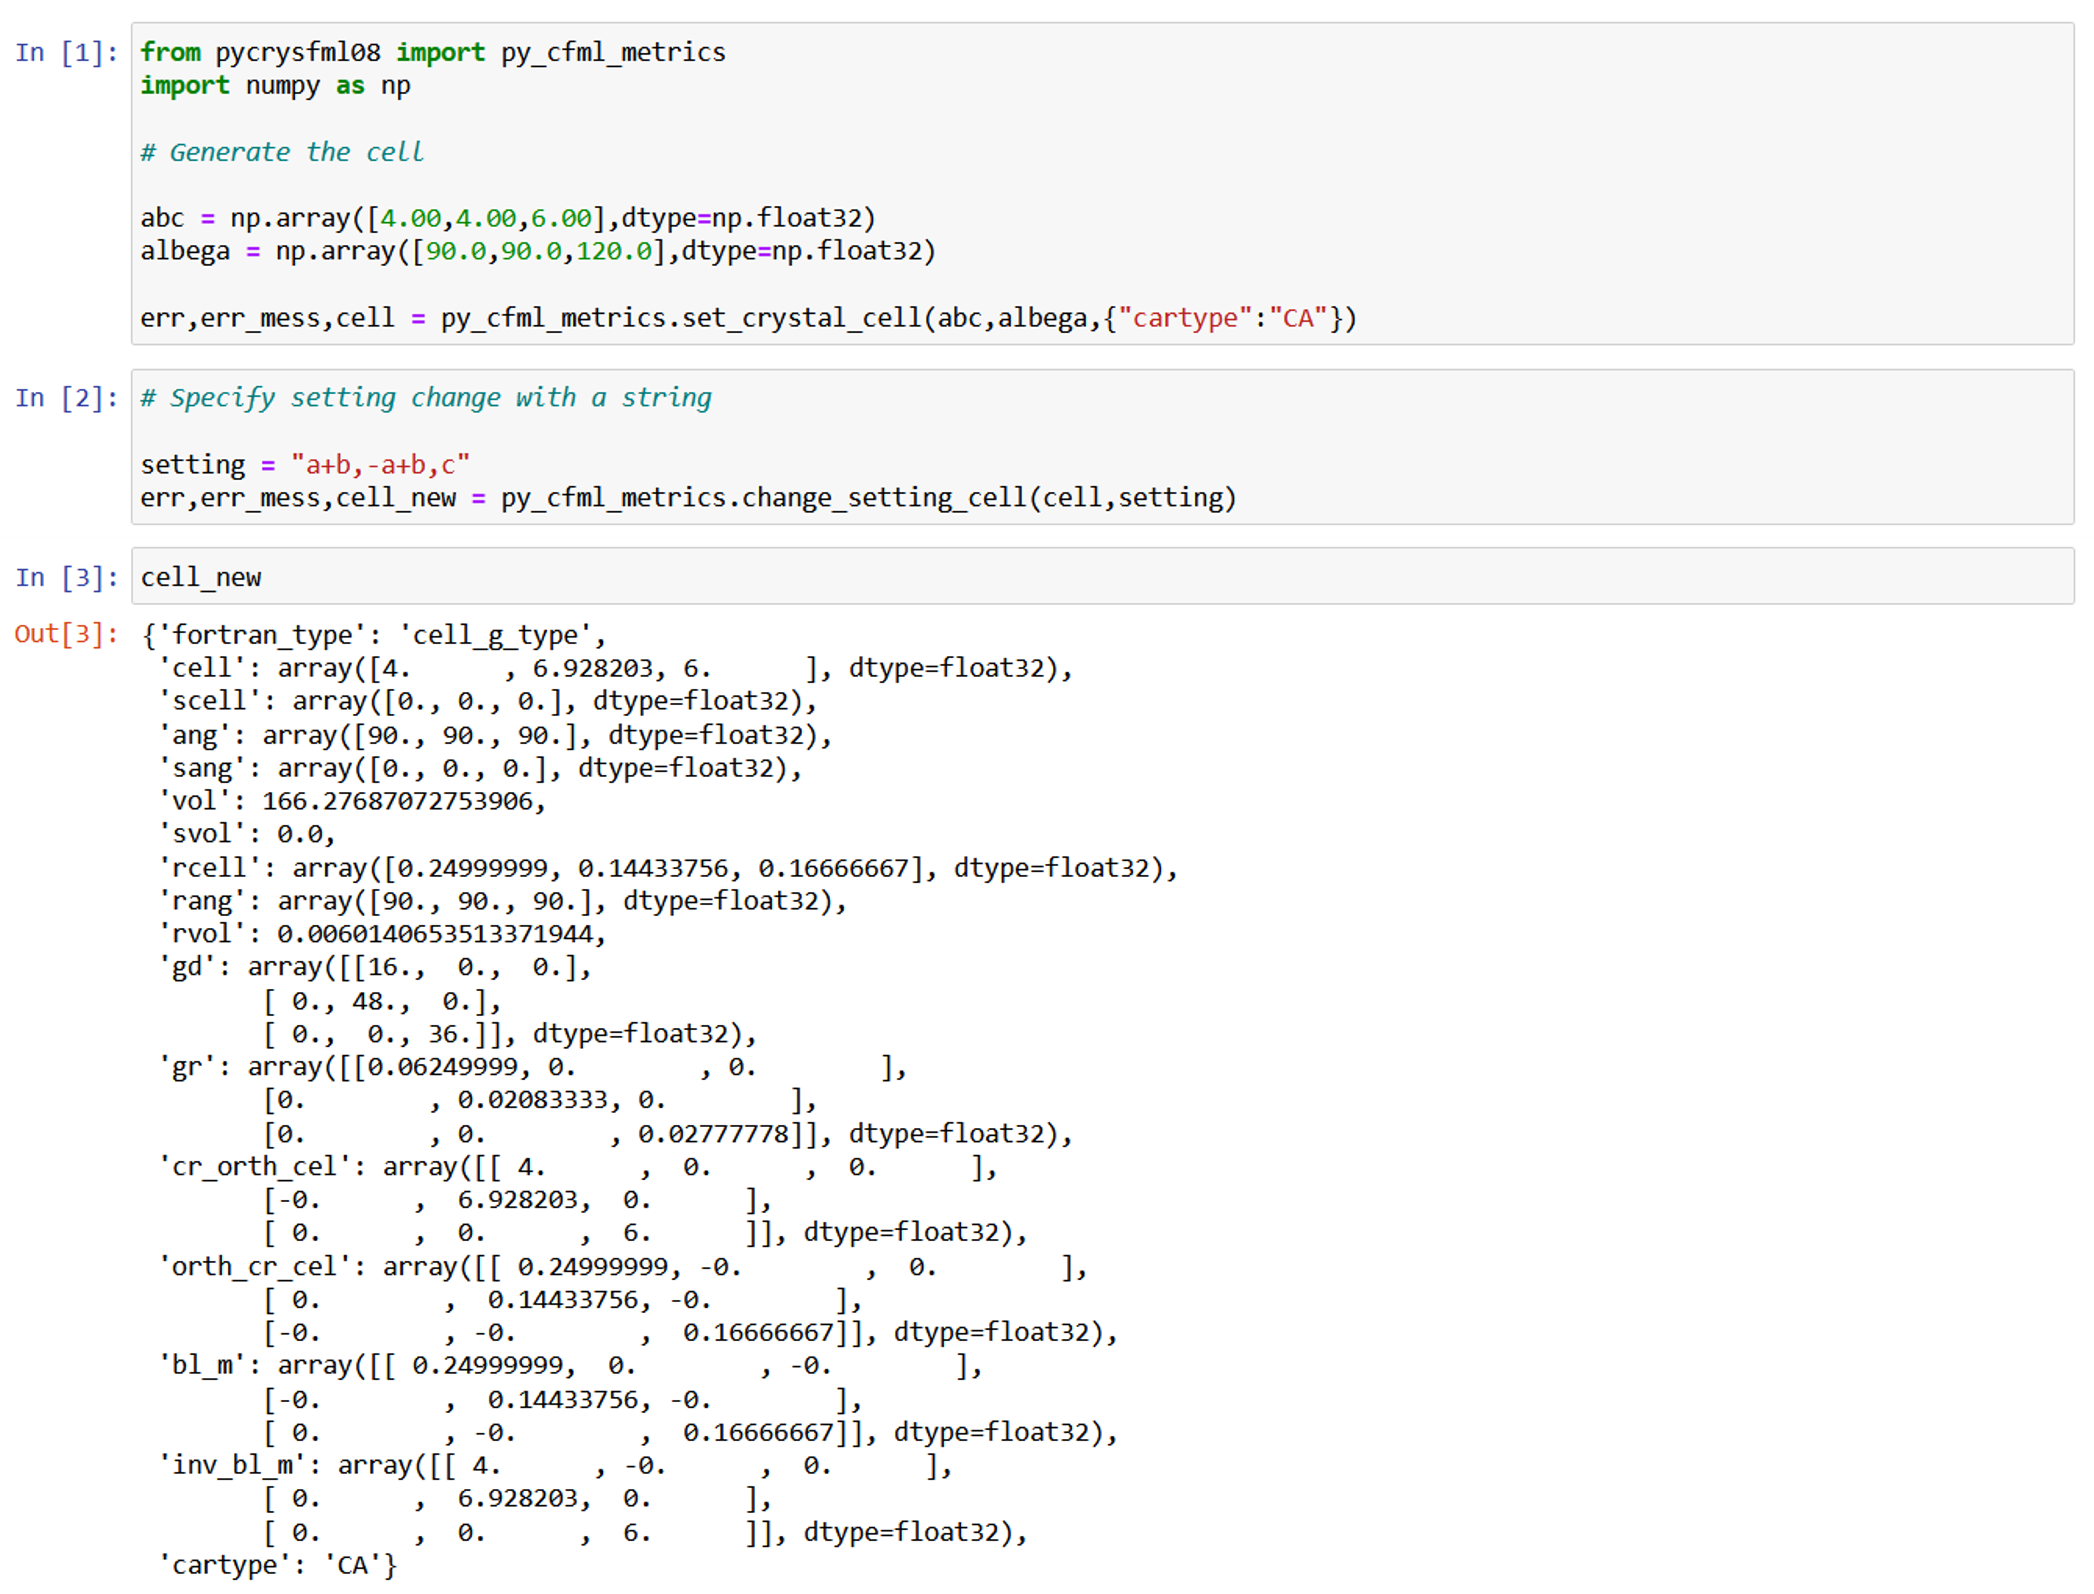 In [1]: from pycrysfml08 import py_cfml_metrics
import numpy as np
# Generate the cell
abc = np.array([4.00,4.00,6.00],dtype=np.float32)
albega = np.array([90.0,90.0,120.0],dtype=np.float32)
err,err_mess,cell = py_cfml_metrics.set_crystal_cell(abc,albega,{"cartype":"CA"})
In [2]: # Specify setting change with a string
setting = "a+b,-a+b,c"
err,err_mess,cell_new = py_cfml_metrics.change_setting_cell(cell,setting)
In [3]: cell_new
Out[3]: {'fortran_type': 'cell_g_type',
'cell': array([4.      , 6.928203, 6.      ], dtype=float32),
'scell': array([0., 0., 0.], dtype=float32),
'ang': array([90., 90., 90.], dtype=float32),
'sang': array([0., 0., 0.], dtype=float32),
'vol': 166.27687072753906,
'svol': 0.0,
'rcell': array([0.24999999, 0.14433756, 0.16666667], dtype=float32),
'rang': array([90., 90., 90.], dtype=float32),
'rvol': 0.0060140653513371944,
'gd': array([[16.,  0.,  0.],
[ 0., 48.,  0.],
[ 0.,  0., 36.]], dtype=float32),
'gr': array([[0.06249999, 0.        , 0.        ],
[0.        , 0.02083333, 0.        ],
[0.        , 0.        , 0.02777778]], dtype=float32),
'cr_orth_cel': array([[ 4.      ,  0.      ,  0.      ],
[-0.      ,  6.928203,  0.      ],
[ 0.      ,  0.      ,  6.      ]], dtype=float32),
'orth_cr_cel': array([[ 0.24999999, -0.        ,  0.        ],
[ 0.        ,  0.14433756, -0.        ],
[-0.        , -0.        ,  0.16666667]], dtype=float32),
'bl_m': array([[ 0.24999999,  0.        , -0.        ],
[-0.        ,  0.14433756, -0.        ],
[ 0.        , -0.        ,  0.16666667]], dtype=float32),
'inv_bl_m': array([[ 4.      , -0.      ,  0.      ],
[ 0.      ,  6.928203,  0.      ],
[ 0.      ,  0.      ,  6.      ]], dtype=float32),
'cartype': 'CA'}